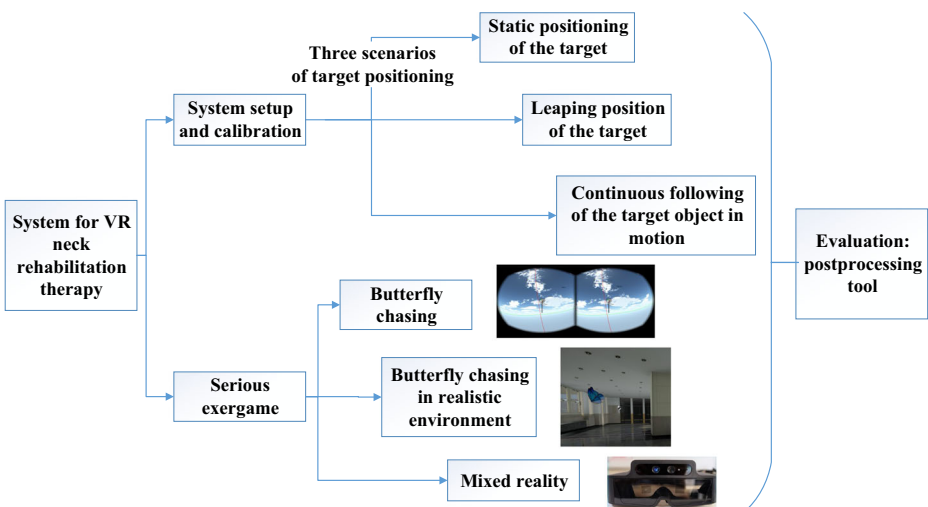 Three scenarios
of target positioning
Static positioning
of the target
System setup
and calibration
Leaping position
of the target
Continuous following
of the target object in
motion
System for VR
neck
rehabilitation
therapy
Evaluation:
postprocessing
tool
Butterfly
chasing
Serious
exergame
Butterfly chasing
in realistic
environment
Mixed reality